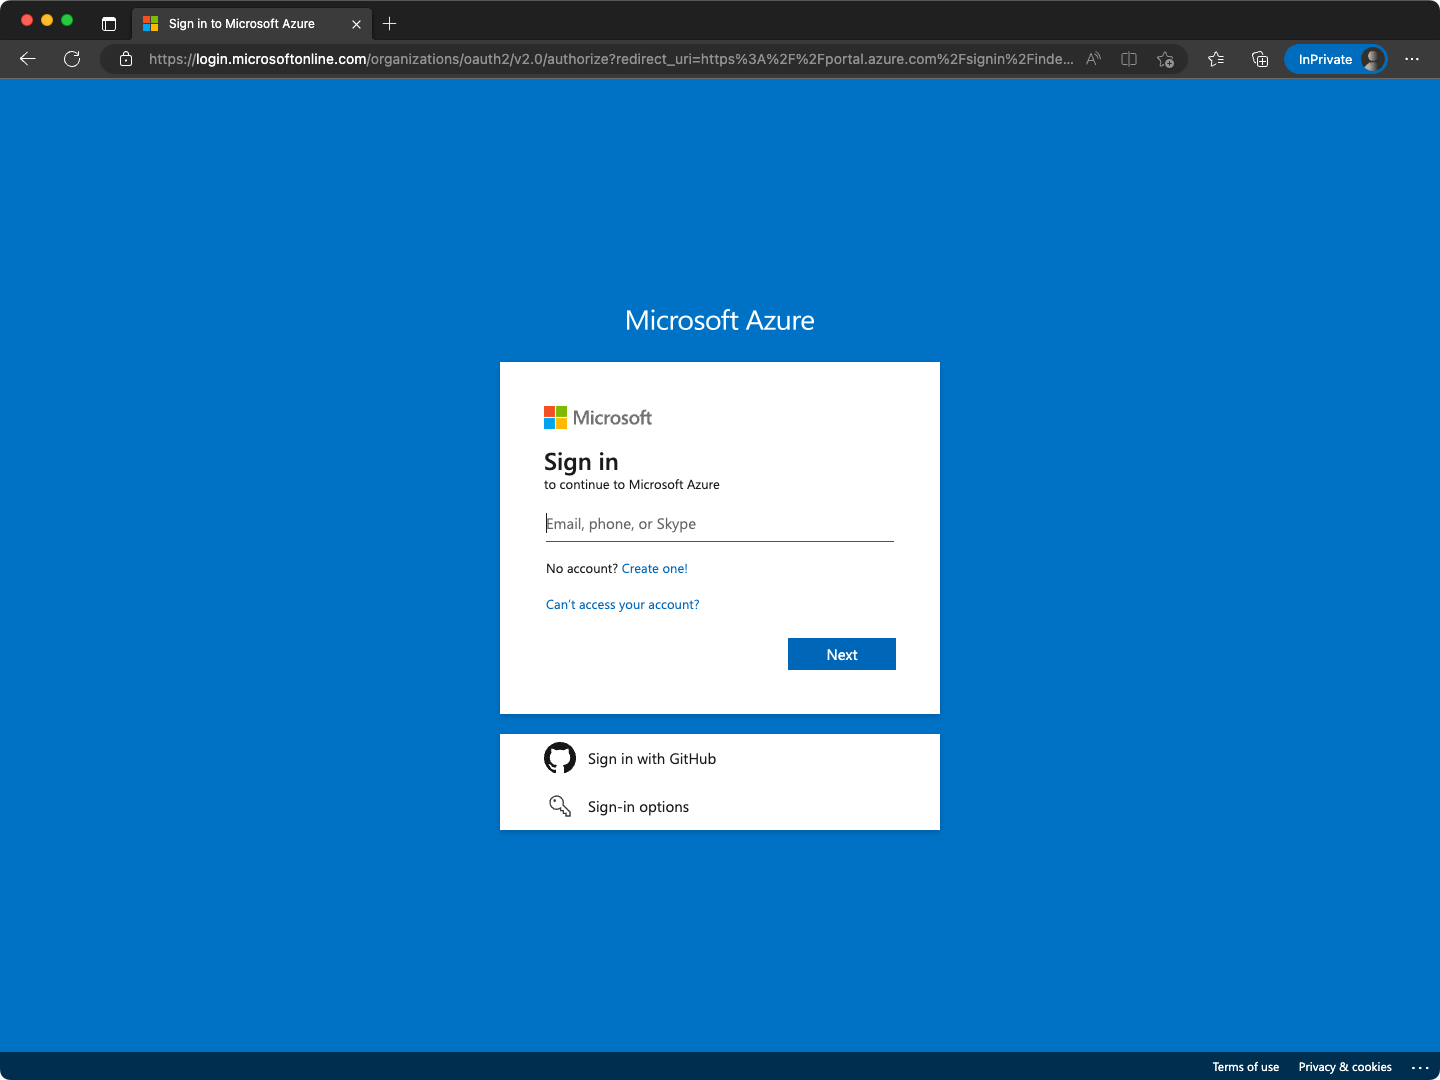 Sign in to Microsoft Azure
https://login.microsoftonline.com/organizations/oauth2/v2.0/authorize?redirect_uri=https%3A%2F%2Fportal.azure.com%2Fsignin%2Finde...
InPrivate
Microsoft Azure
Microsoft
Sign in
to continue to Microsoft Azure
Email, phone, or Skype
No account? Create one!
Can't access your account?
Next
Sign in with GitHub
Sign-in options
Terms of use Privacy & cookies ...